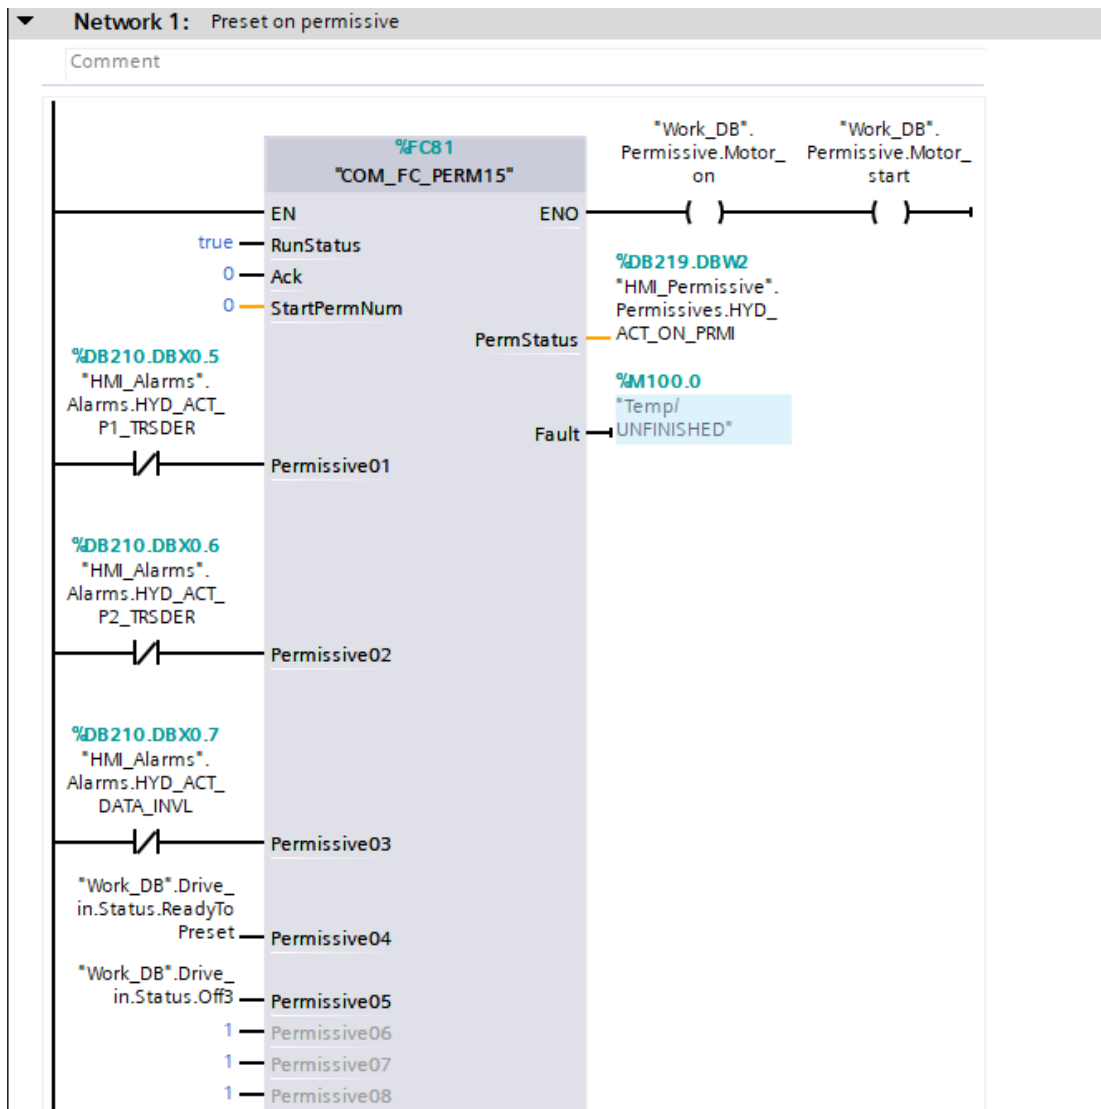 Network 1: Preset on permissive
Comment
%FC81
"COM_FC_PERM15"
EN
ENO
"Work_DB".
Permissive.Motor_
on
"Work_DB".
Permissive.Motor_
start
true
RunStatus
0
Ack
0
StartPermNum
PermStatus
%DB219.DBW2
"HMI_Permissive".
Permissives.HYD_
ACT_ON_PRMI
Fault
%M100.0
"Temp/
UNFINISHED"
%DB210.DBX0.5
"HMI_Alarms".
Alarms.HYD_ACT_
P1_TRSDER
Permissive01
%DB210.DBX0.6
"HMI_Alarms".
Alarms.HYD_ACT_
P2_TRSDER
Permissive02
%DB210.DBX0.7
"HMI_Alarms".
Alarms.HYD_ACT_
DATA_INVL
Permissive03
"Work_DB".Drive_
in.Status.ReadyTo
Preset
Permissive04
"Work_DB".Drive_
in.Status.Off3
Permissive05
1
Permissive06
1
Permissive07
1
Permissive08